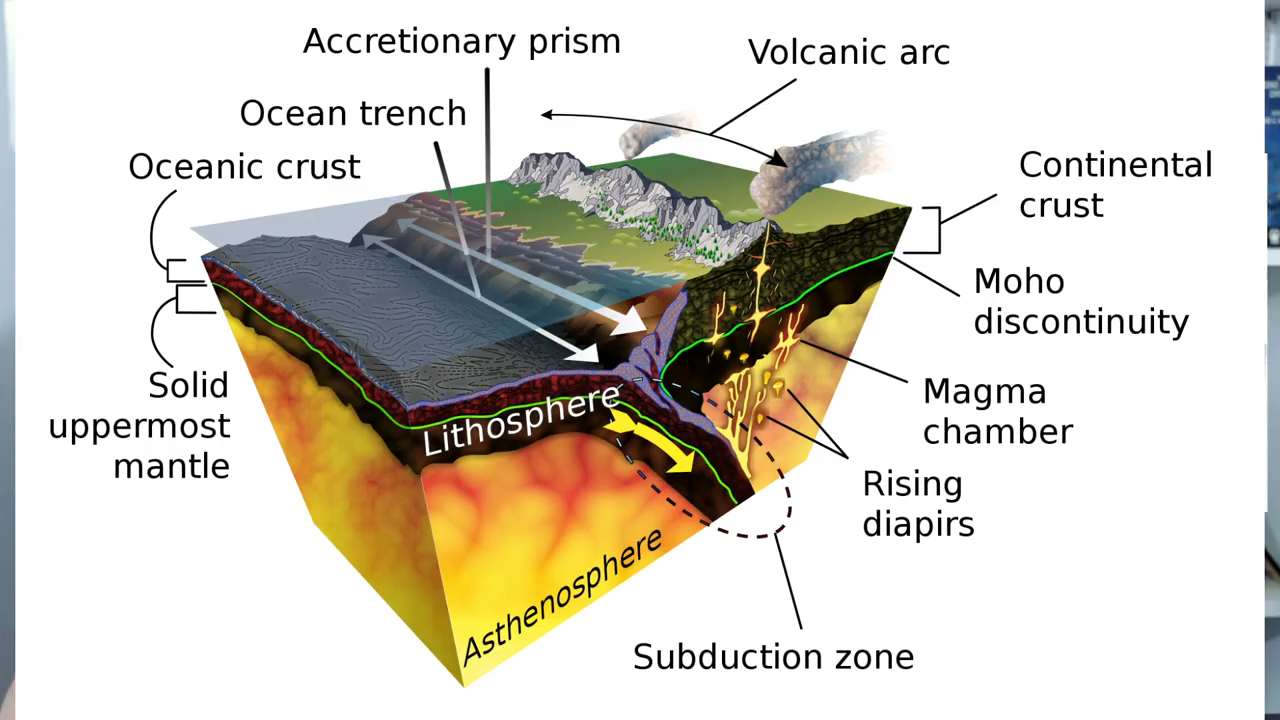 Accretionary prism
Volcanic arc
Ocean trench
Oceanic crust
Continental
crust
Moho
discontinuity
Solid
uppermost
mantle
Lithosphere
Magma
chamber
Rising
diapirs
Asthenosphere
Subduction zone